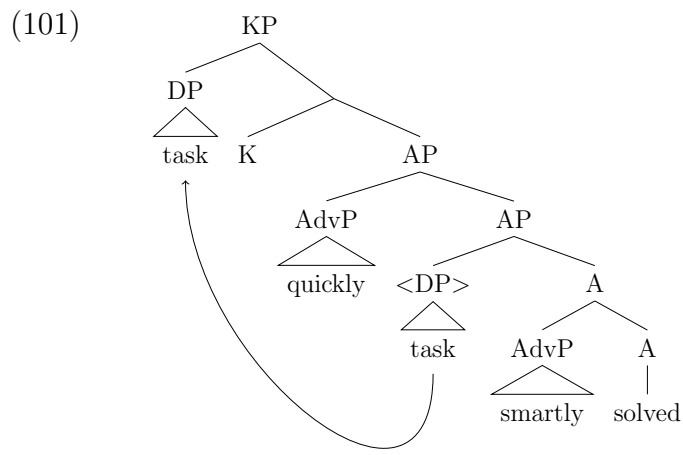 (101)
KP
DP
task K AP
AdvP AP
quickly <DP> A
task AdvP A
smartly solved